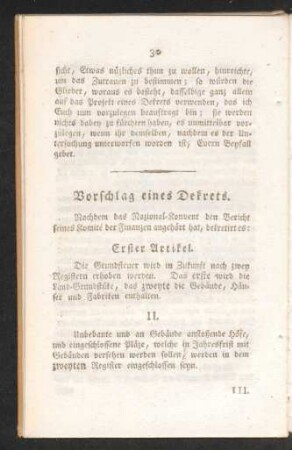 30
sicht, Etwas nüzliches thun zu wollen, hinreichte,
um das Zutrauen zu bestimmen; so würden die
Glieder, woraus es besteht, dasselbige ganz allein
auf das Projekt eines Dekrets verwenden, das ich
Euch nun vorzulegen beauftragt bin; sie werden
nichts dabey zu fürchten haben, es unmittelbar vor-
zulegen, wenn ihr demselben, nachdem es der Un-
tersuchung unterworfen worden ist, Euren Beyfall
gebet.
Vorschlag eines Dekrets.
Nachdem das Nazional-Konvent den Bericht
seines Komité der Finanzen angehört hat, dekretirt es:
Erster Artikel.
Die Grundsteuer wird in Zukunft nach zwey
Registern erhoben werden. Das erste wird die
Land-Grundstüke, das zweyte die Gebäude, Häu-
ser und Fabriken enthalten.
II.
Unbebaute und an Gebäude anstoßende Höfe,
und eingeschlossene Pläze, welche in Jahresfrist mit
Gebäuden versehen werden sollen, werden in dem
zweyten Register eingeschlossen seyn.
III.